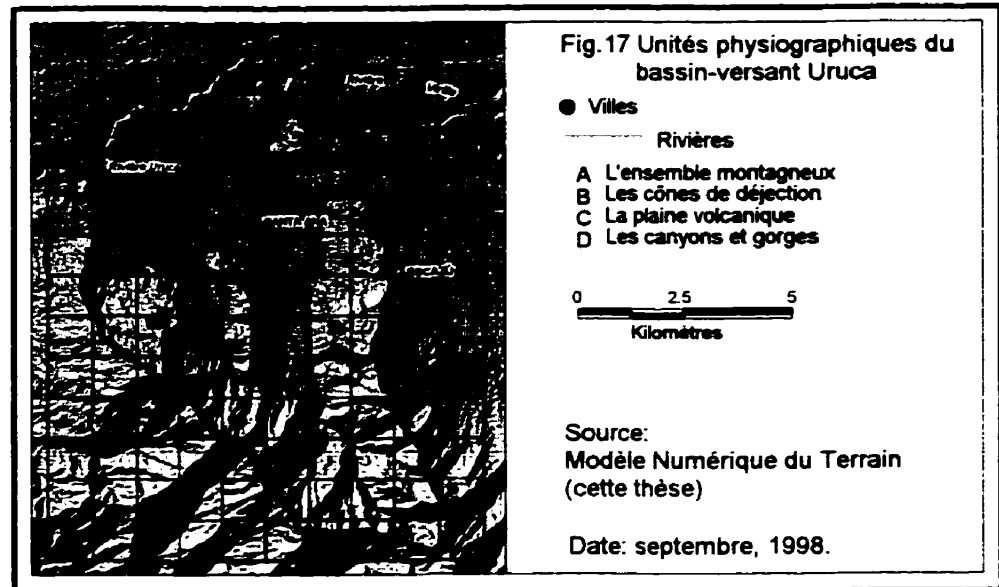 Fig.17 Unités physiographiques du
bassin-versant Uruca
Villes
Rivières
A L'ensemble montagneux
B Les cônes de déjection
C La plaine volcanique
D Les canyons et gorges
0 2.5 5
Kilomètres
Source:
Modèle Numérique du Terrain
(cette thèse)
Date: septembre, 1998.